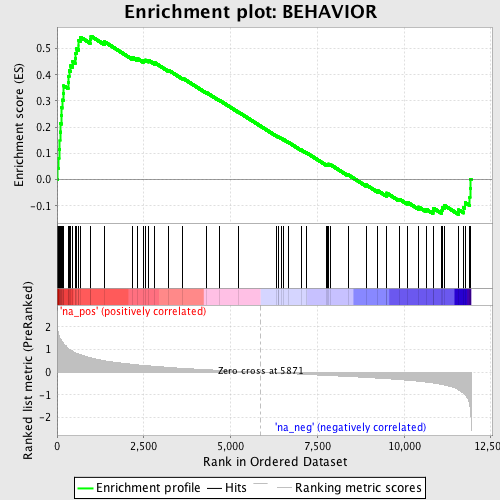 Enrichment plot: BEHAVIOR
Enrichment score (ES)
0.5
0.4
0.3
0.2
0.1
0.0
-0.1
'na_pos' (positively correlated)
Ranked list metric (PreRanked)
2
1
0
-1
-2
Zero cross at 5871
'na_neg' (negatively correlated)
0
2,500
5,000
7,500
10,000
12,500
Rank in Ordered Dataset
Enrichment profile
Hits
Ranking metric scores